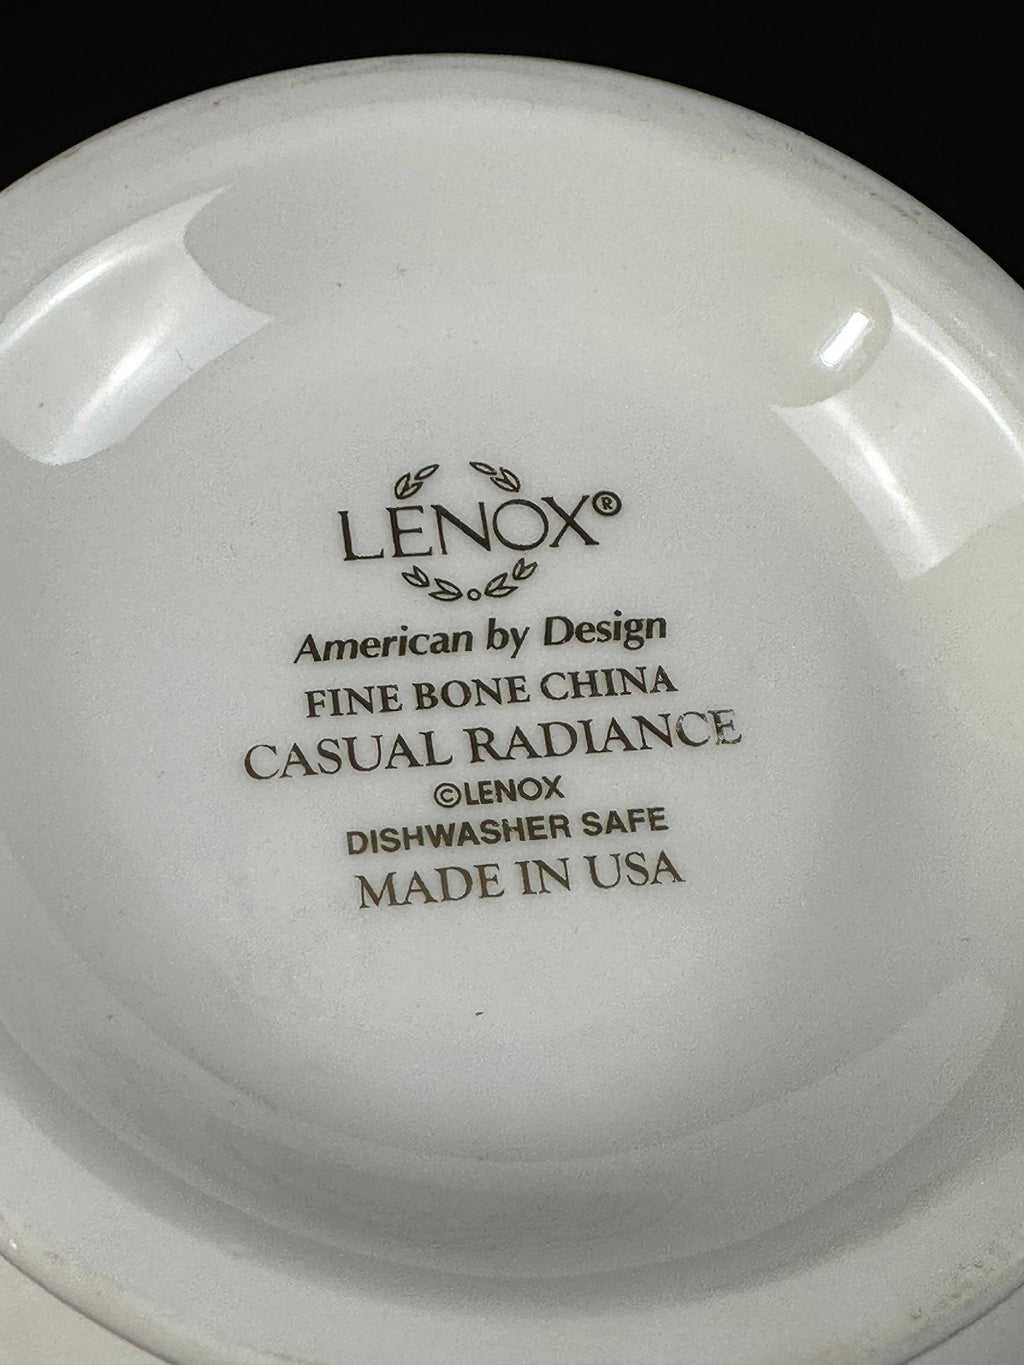 LENOX®
American by Design
FINE BONE CHINA
CASUAL RADIANCE
©LENOX
DISHWASHER SAFE
MADE IN USA